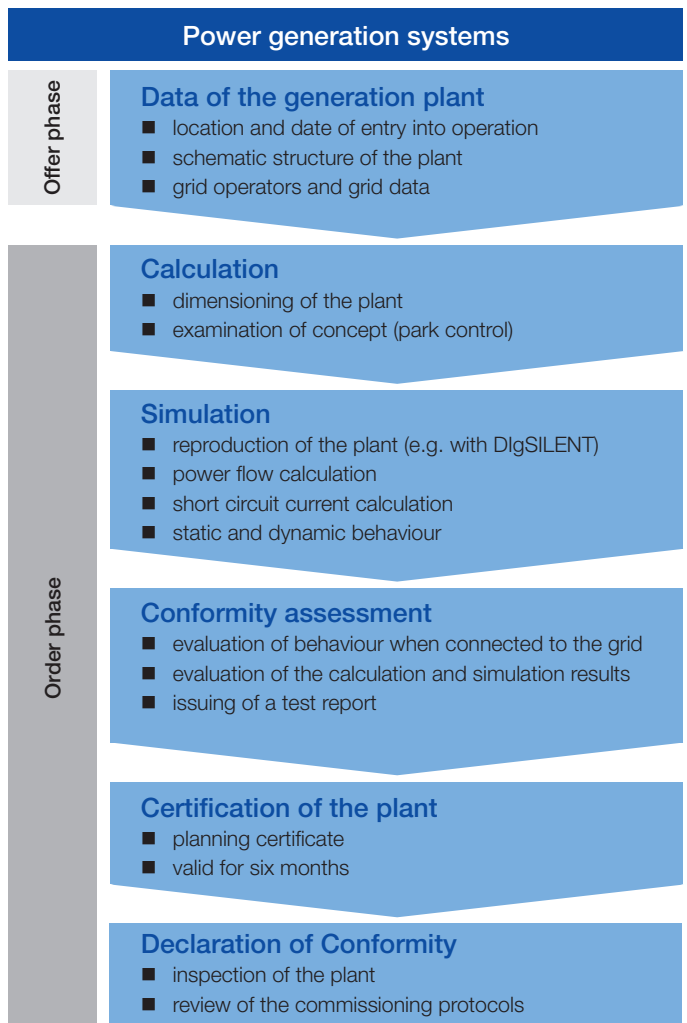 Power generation systems
Offer phase
Data of the generation plant
■ location and date of entry into operation
■ schematic structure of the plant
■ grid operators and grid data
Order phase
Calculation
■ dimensioning of the plant
■ examination of concept (park control)
Simulation
■ reproduction of the plant (e.g. with DIgSILENT)
■ power flow calculation
■ short circuit current calculation
■ static and dynamic behaviour
Conformity assessment
■ evaluation of behaviour when connected to the grid
■ evaluation of the calculation and simulation results
■ issuing of a test report
Certification of the plant
■ planning certificate
■ valid for six months
Declaration of Conformity
■ inspection of the plant
■ review of the commissioning protocols